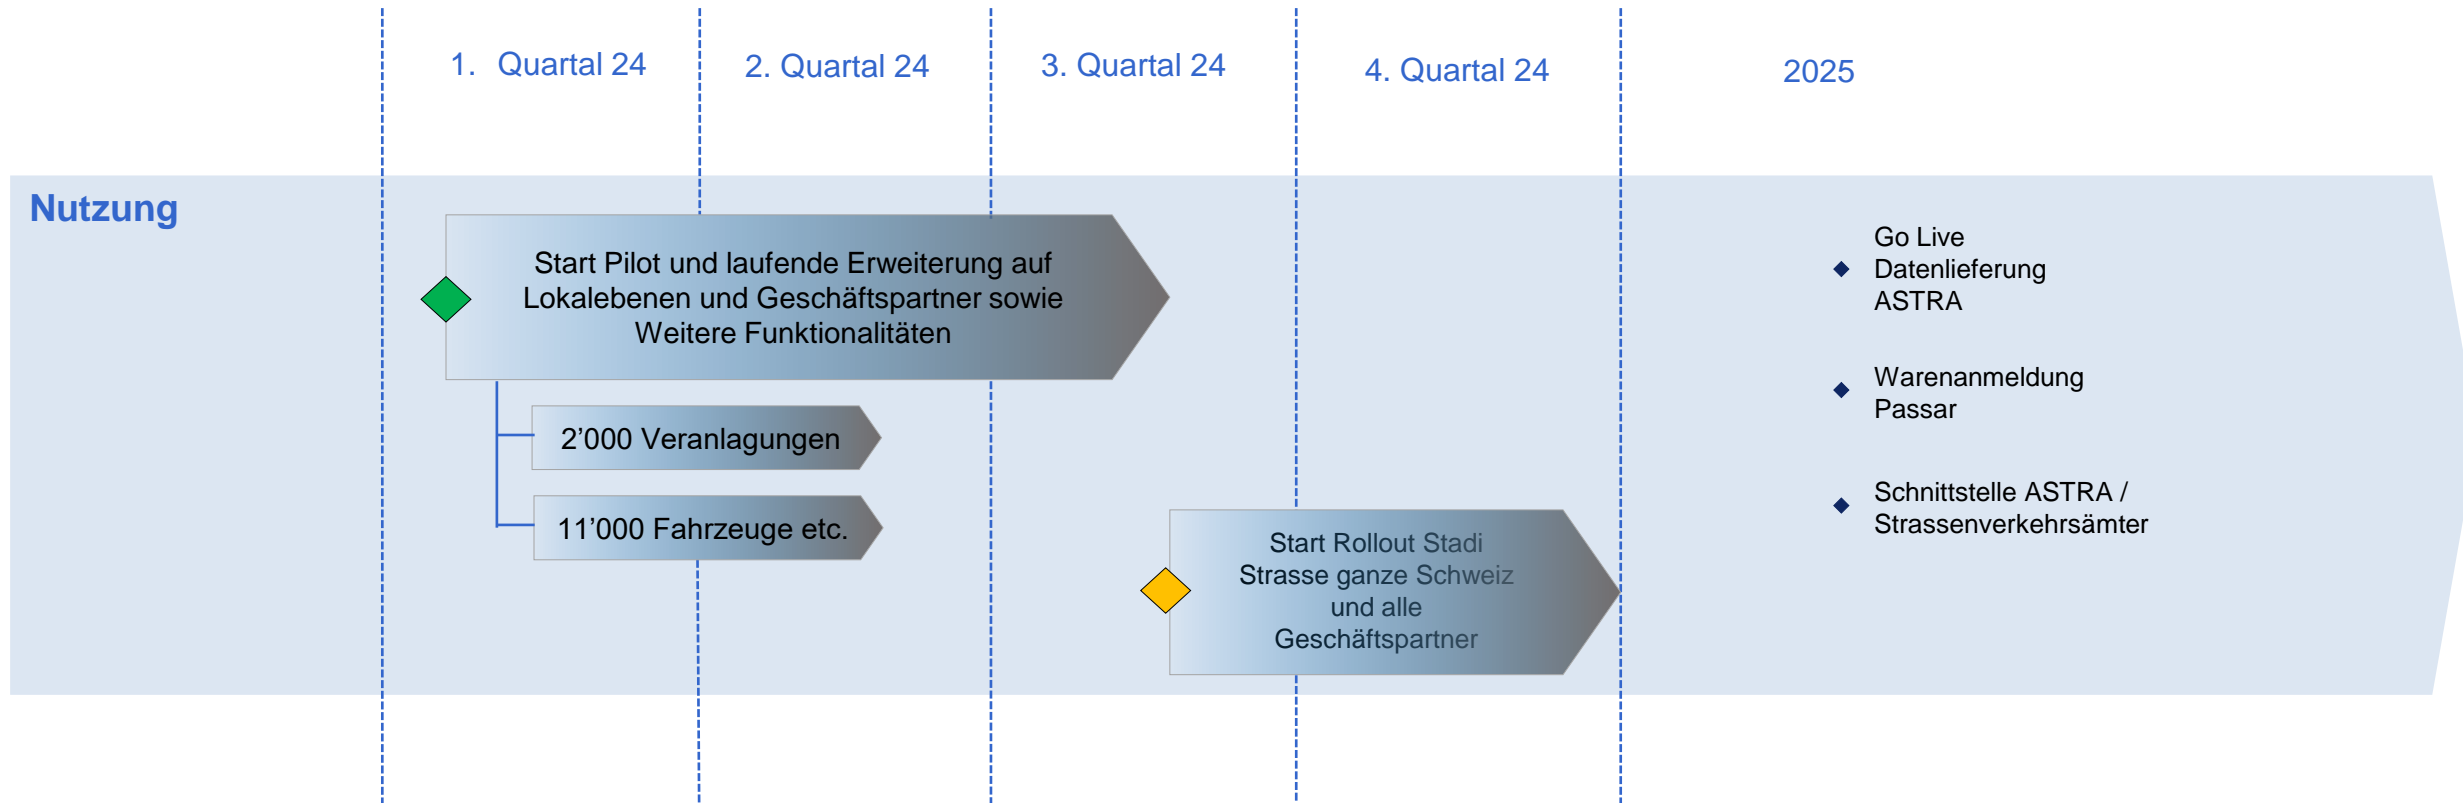 1. Quartal 24
2. Quartal 24
3. Quartal 24
4. Quartal 24
2025
Nutzung
Start Pilot und laufende Erweiterung auf
Lokalebenen und Geschäftspartner sowie
Weitere Funktionalitäten
2’000 Veranlagungen
11’000 Fahrzeuge etc.
Start Rollout Stadi
Strasse ganze Schweiz
und alle
Geschäftspartner
Go Live
Datenlieferung
ASTRA
Warenanmeldung
Passar
Schnittstelle ASTRA /
Strassenverkehrsämter